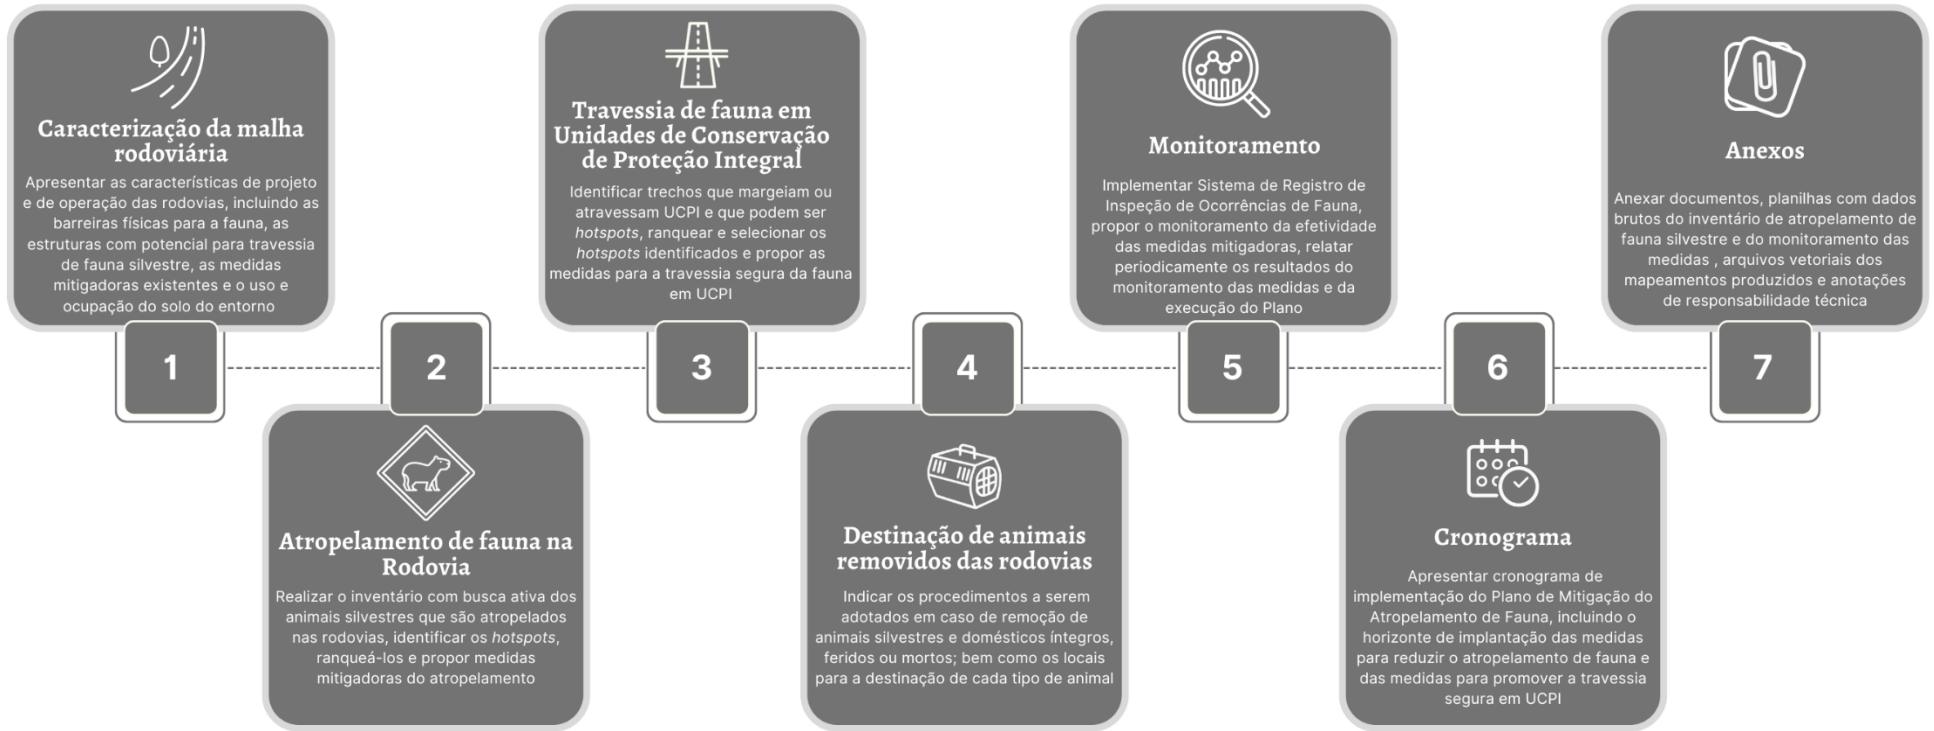 Caracterização da malha
rodoviária
Apresentar as características de projeto
e de operação das rodovias, incluindo as
barreiras físicas para a fauna, as
estruturas com potencial para travessia
de fauna silvestre, as medidas
mitigadoras existentes e o uso e
ocupação do solo do entorno
1
2
Atropelamento de fauna na
Rodovia
Realizar o inventário com busca ativa dos
animais silvestres que são atropelados
nas rodovias, identificar os hotspots,
ranqueá-los e propor medidas
mitigadoras do atropelamento
Travessia de fauna em
Unidades de Conservação
de Proteção Integral
Identificar trechos que margeiam ou
atravessam UCPI e que podem ser
hotspots, ranquear e selecionar os
hotspots identificados e propor as
medidas para a travessia segura da fauna
em UCPI
3
4
Destinação de animais
removidos das rodovias
Indicar os procedimentos a serem
adotados em caso de remoção de
animais silvestres e domésticos íntegros,
feridos ou mortos; bem como os locais
para a destinação de cada tipo de animal
Monitoramento
Implementar Sistema de Registro de
Inspeção de Ocorrências de Fauna,
propor o monitoramento da efetividade
das medidas mitigadoras, relatar
periodicamente os resultados do
monitoramento das medidas e da
execução do Plano
5
6
Cronograma
Apresentar cronograma de
implementação do Plano de Mitigação do
Atropelamento de Fauna, incluindo o
horizonte de implantação das medidas
para reduzir o atropelamento de fauna e
das medidas para promover a travessia
segura em UCPI
Anexos
Anexar documentos, planilhas com dados
brutos do inventário de atropelamento de
fauna silvestre e do monitoramento das
medidas , arquivos vetoriais dos
mapeamentos produzidos e anotações
de responsabilidade técnica
7